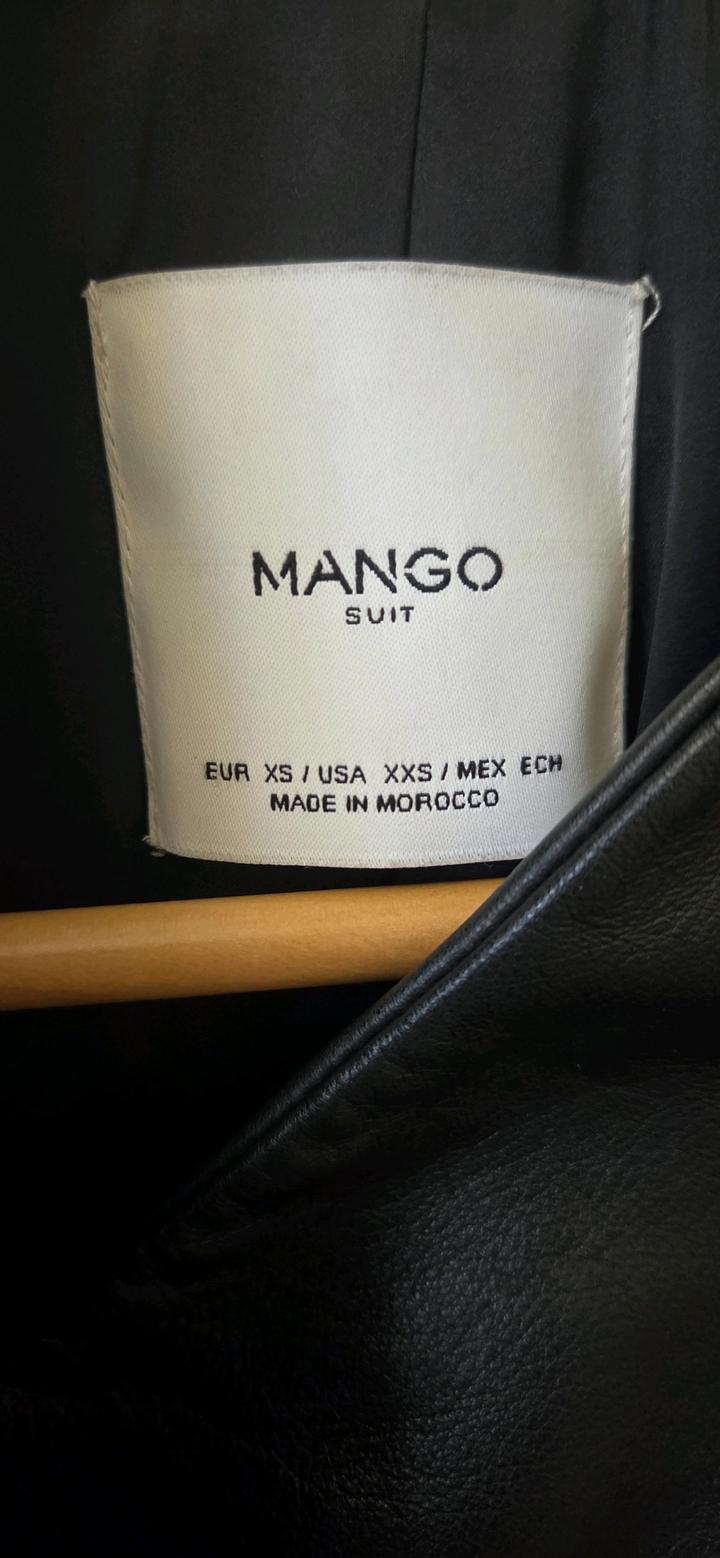 MANGO
SUIT
EUR XS / USA XXS / MEX ECH
MADE IN MOROCCO